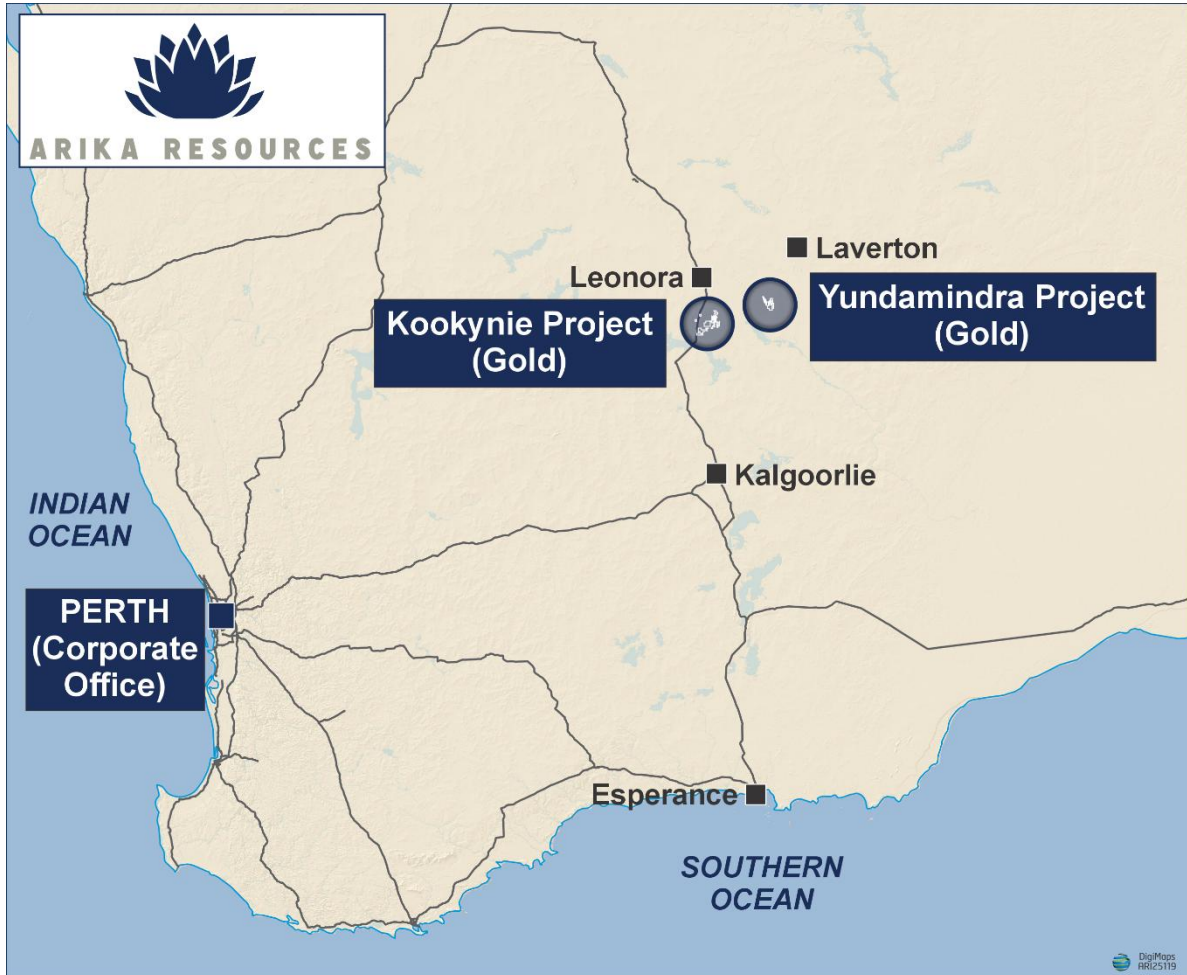 ARIKA RESOURCES
Laverton
Leonora
Kookynie Project
(Gold)
Yundamindra Project
(Gold)
Kalgoorlie
INDIAN
OCEAN
PERTH
(Corporate
Office)
Esperance
SOUTHERN
OCEAN
DigiMaps
ARI25119